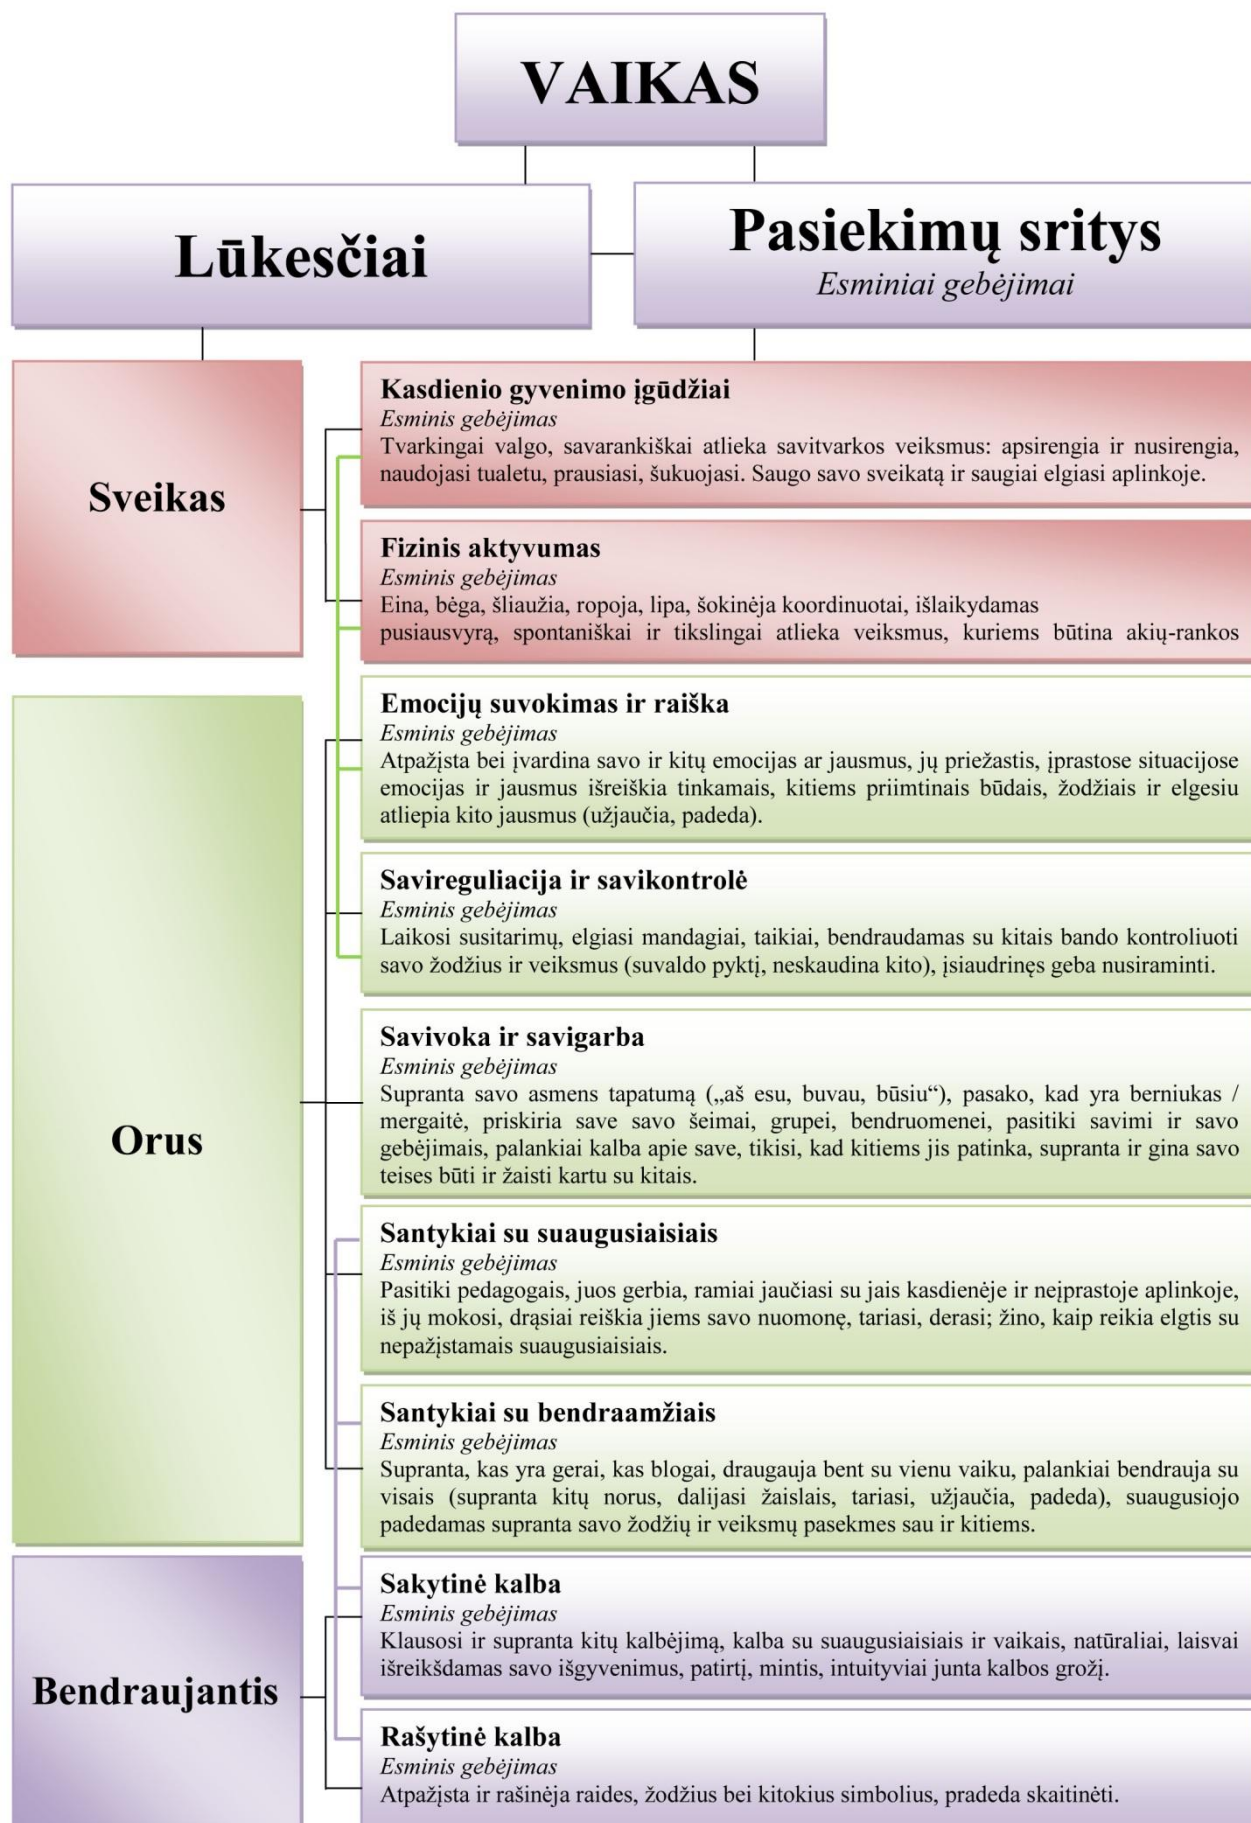 VAIKAS
Lūkesčiai
Pasiekimų sritys
Esminiai gebėjimai
Sveikas
Kasdienio gyvenimo įgūdžiai
Esminis gebėjimas
Tvarkingai valgo, savarankiškai atlieka savitvarkos veiksmus: apsirengia ir nusirengia,
naudojasi tualetu, prausiasi, šukuojasi. Saugo savo sveikatą ir saugiai elgiasi aplinkoje.
Fizinis aktyvumas
Esminis gebėjimas
Eina, bėga, šliaužia, ropoja, lipa, šokinėja koordinuotai, išlaikydamas
pusiausvyrą, spontaniškai ir tikslingai atlieka veiksmus, kuriems būtina akių-rankos
Orus
Emocijų suvokimas ir raiška
Esminis gebėjimas
Atpažįsta bei įvardina savo ir kitų emocijas ar jausmus, jų priežastis, įprastose situacijose
emocijas ir jausmus išreiškia tinkamais, kitiems priimtinais būdais, žodžiais ir elgesiu
atliepia kito jausmus (užjaučia, padeda).
Savireguliacija ir savikontrolė
Esminis gebėjimas
Laikosi susitarimų, elgiasi mandagiai, taikiai, bendraudamas su kitais bando kontroliuoti
savo žodžius ir veiksmus (suvaldo pyktį, neskaudina kito), įsiaudrinęs geba nusiraminti.
Savivoka ir savigarba
Esminis gebėjimas
Supranta savo asmens tapatumą („aš esu, buvau, būsiu“), pasako, kad yra berniukas /
mergaitė, priskiria save savo šeimai, grupei, bendruomenei, pasitiki savimi ir savo
gebėjimais, palankiai kalba apie save, tikisi, kad kitiems jis patinka, supranta ir gina savo
teises būti ir žaisti kartu su kitais.
Santykiai su suaugusiaisiais
Esminis gebėjimas
Pasitiki pedagogais, juos gerbia, ramiai jaučiasi su jais kasdienėje ir neįprastoje aplinkoje,
iš jų mokosi, drąsiai reiškia jiems savo nuomonę, tariasi, derasi; žino, kaip reikia elgtis su
nepažįstamais suaugusiaisiais.
Santykiai su bendraamžiais
Esminis gebėjimas
Supranta, kas yra gerai, kas blogai, draugauja bent su vienu vaiku, palankiai bendrauja su
visais (supranta kitų norus, dalijasi žaislais, tariasi, užjaučia, padeda), suaugusiojo
padedamas supranta savo žodžių ir veiksmų pasekmes sau ir kitiems.
Bendraujantis
Sakytinė kalba
Esminis gebėjimas
Klausosi ir supranta kitų kalbėjimą, kalba su suaugusiaisiais ir vaikais, natūraliai, laisvai
išreikšdamas savo išgyvenimus, patirtį, mintis, intuityviai junta kalbos grožį.
Rašytinė kalba
Esminis gebėjimas
Atpažįsta ir rašinėja raides, žodžius bei kitokius simbolius, pradeda skaitinėti.